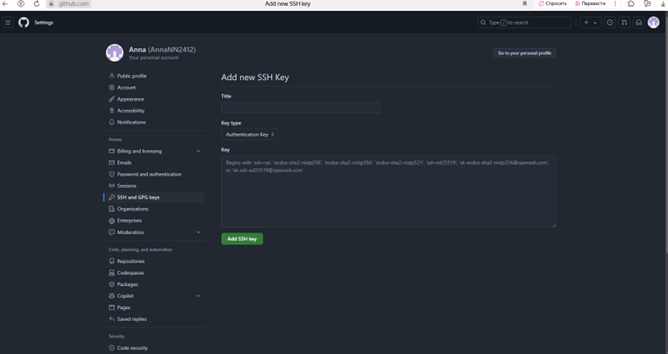 github.com
Add new SSH key
Спросить
Перевести
Settings
Type / to search
Anna (AnnaNN2412)
Your personal account
Go to your personal profile
Public profile
Account
Appearance
Accessibility
Notifications
Access
Billing and licensing
Emails
Password and authentication
Sessions
SSH and GPG keys
Organizations
Enterprises
Moderation
Code, planning, and automation
Repositories
Codespaces
Packages
Copilot
Pages
Saved replies
Security
Code security
Add new SSH Key
Title
Key type
Authentication Key
Key
Begins with 'ssh-rsa', 'ecdsa-sha2-nistp256', 'ecdsa-sha2-nistp384', 'ecdsa-sha2-nistp521', 'ssh-ed25519', 'sk-ecdsa-sha2-nistp256@openssh.com',
or 'sk-ssh-ed25519@openssh.com'
Add SSH key